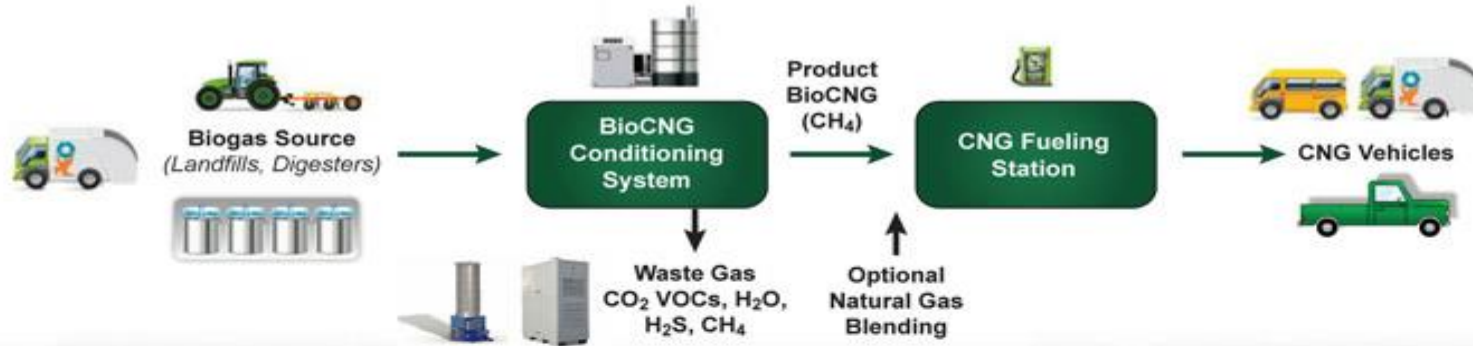 Biogas Source
(Landfills, Digesters)
BioCNG
Conditioning
System
Waste Gas
CO₂ VOCs, H₂O,
H₂S, CH₄
Product
BioCNG
(CH₄)
Optional
Natural Gas
Blending
CNG Fueling
Station
CNG Vehicles